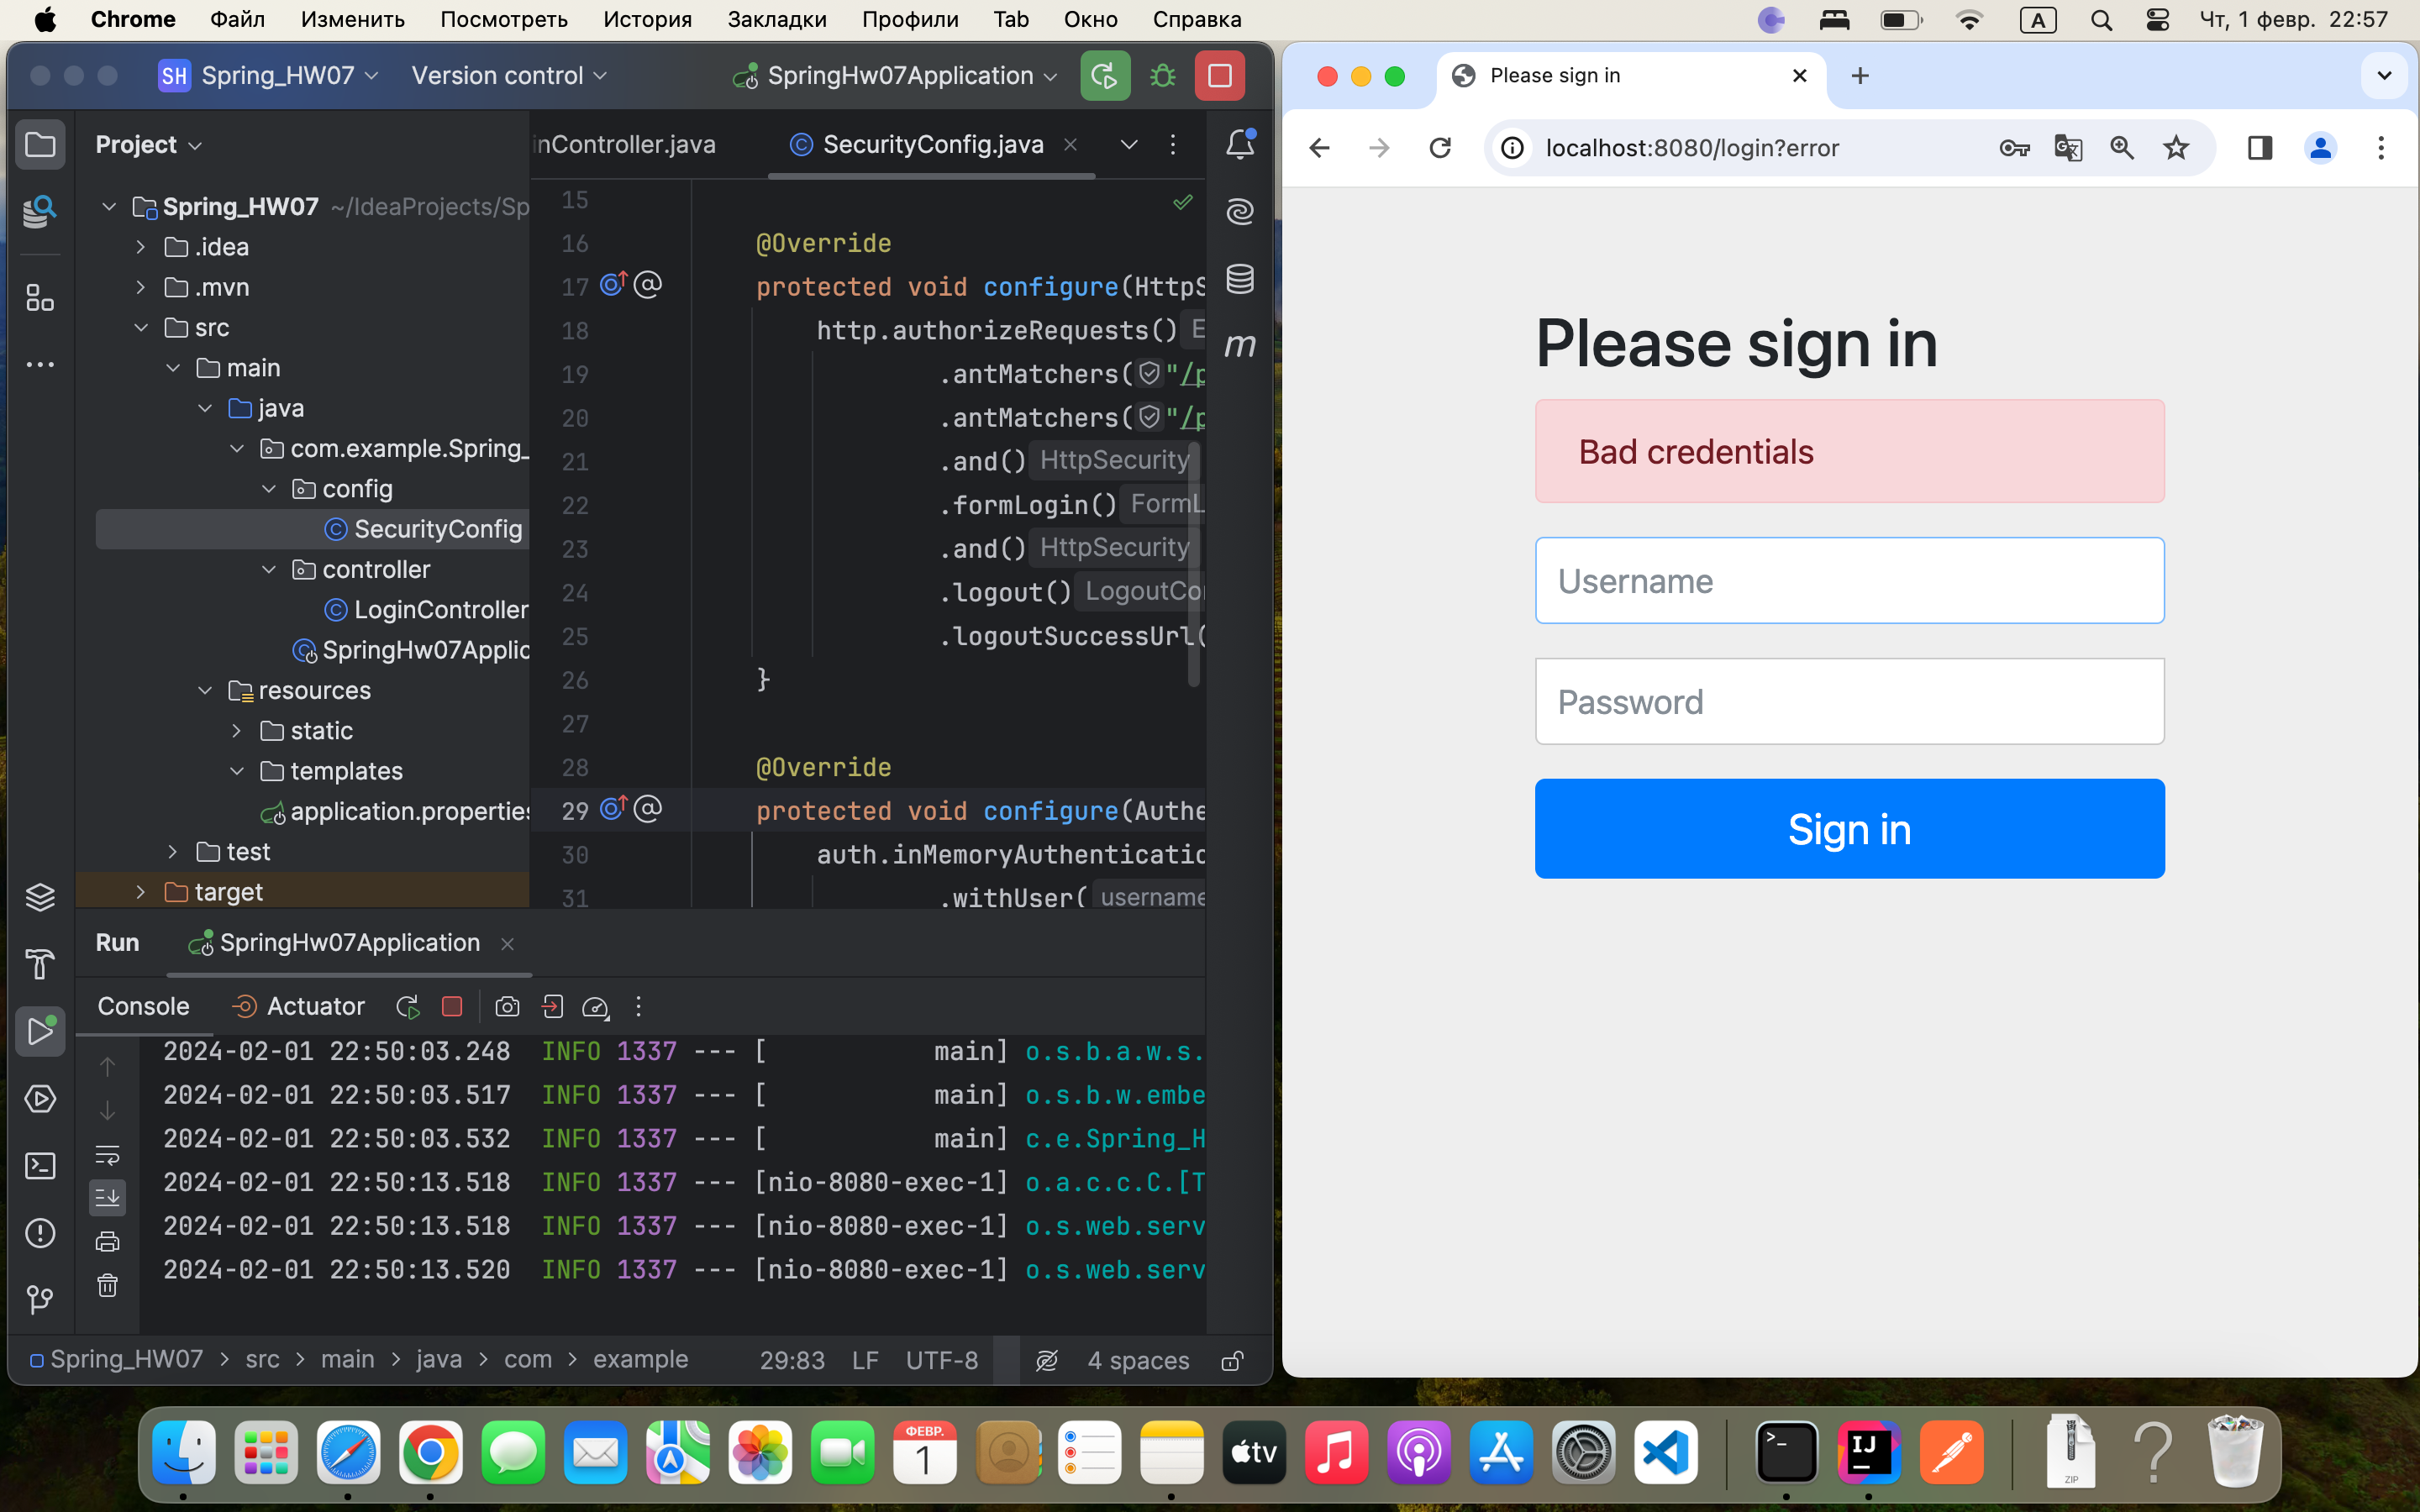 Chrome Файл Изменить Посмотреть История Закладки Профили Tab Окно Справка A Чт, 1 февр. 22:57
SH Spring_HW07 Version control SpringHw07Application
Project
Spring_HW07 ~/IdeaProjects/Sp
.idea
.mvn
src
main
java
com.example.Spring_
config
SecurityConfig
controller
LoginController
SpringHw07Applic
resources
static
templates
application.properties
test
target
inController.java SecurityConfig.java
15
16 @Override
17 protected void configure(HttpS
18 http.authorizeRequests() E
19 .antMatchers("/p
20 .antMatchers("/p
21 .and() HttpSecurity
22 .formLogin() FormL
23 .and() HttpSecurity
24 .logout() LogoutCo
25 .logoutSuccessUrl(
26 }
27
28 @Override
29 protected void configure(Authe
30 auth.inMemoryAuthenticatio
31 .withUser( username
m
Run SpringHw07Application
Console Actuator
2024-02-01 22:50:03.248 INFO 1337 --- [ main] o.s.b.a.w.s.
2024-02-01 22:50:03.517 INFO 1337 --- [ main] o.s.b.w.embe
2024-02-01 22:50:03.532 INFO 1337 --- [ main] c.e.Spring_H
2024-02-01 22:50:13.518 INFO 1337 --- [nio-8080-exec-1] o.a.c.c.C.[T
2024-02-01 22:50:13.518 INFO 1337 --- [nio-8080-exec-1] o.s.web.serv
2024-02-01 22:50:13.520 INFO 1337 --- [nio-8080-exec-1] o.s.web.serv
Spring_HW07 > src > main > java > com > example 29:83 LF UTF-8 4 spaces
Please sign in
localhost:8080/login?error
Please sign in
Bad credentials
Username
Password
Sign in
ФЕВР.
1
tv
IJ
ZIP